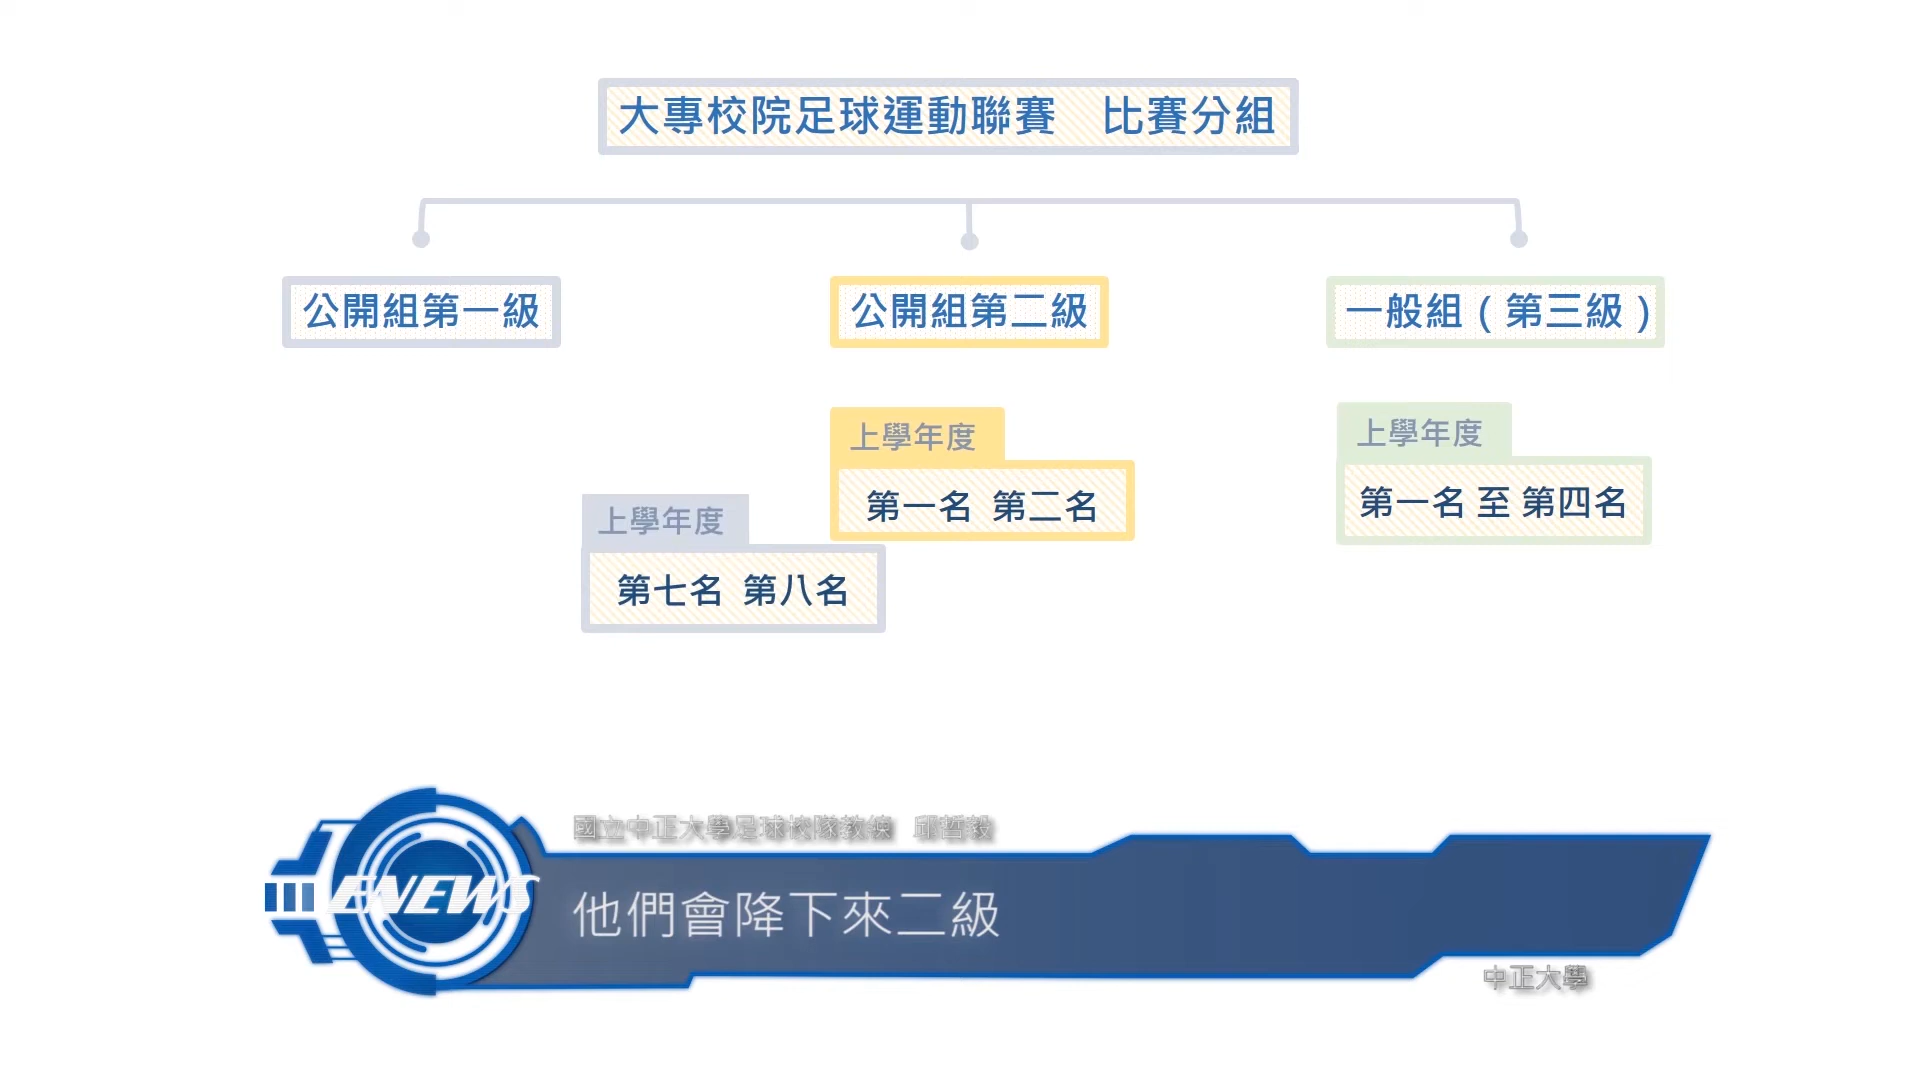 大專校院足球運動聯賽　比賽分組
公開組第一級
公開組第二級
一般組（第三級）
上學年度
第一名 第二名
上學年度
第一名 至 第四名
上學年度
第七名 第八名
國立中正大學足球校隊教練　邱哲毅
ENEWS
他們會降下來二級
中正大學